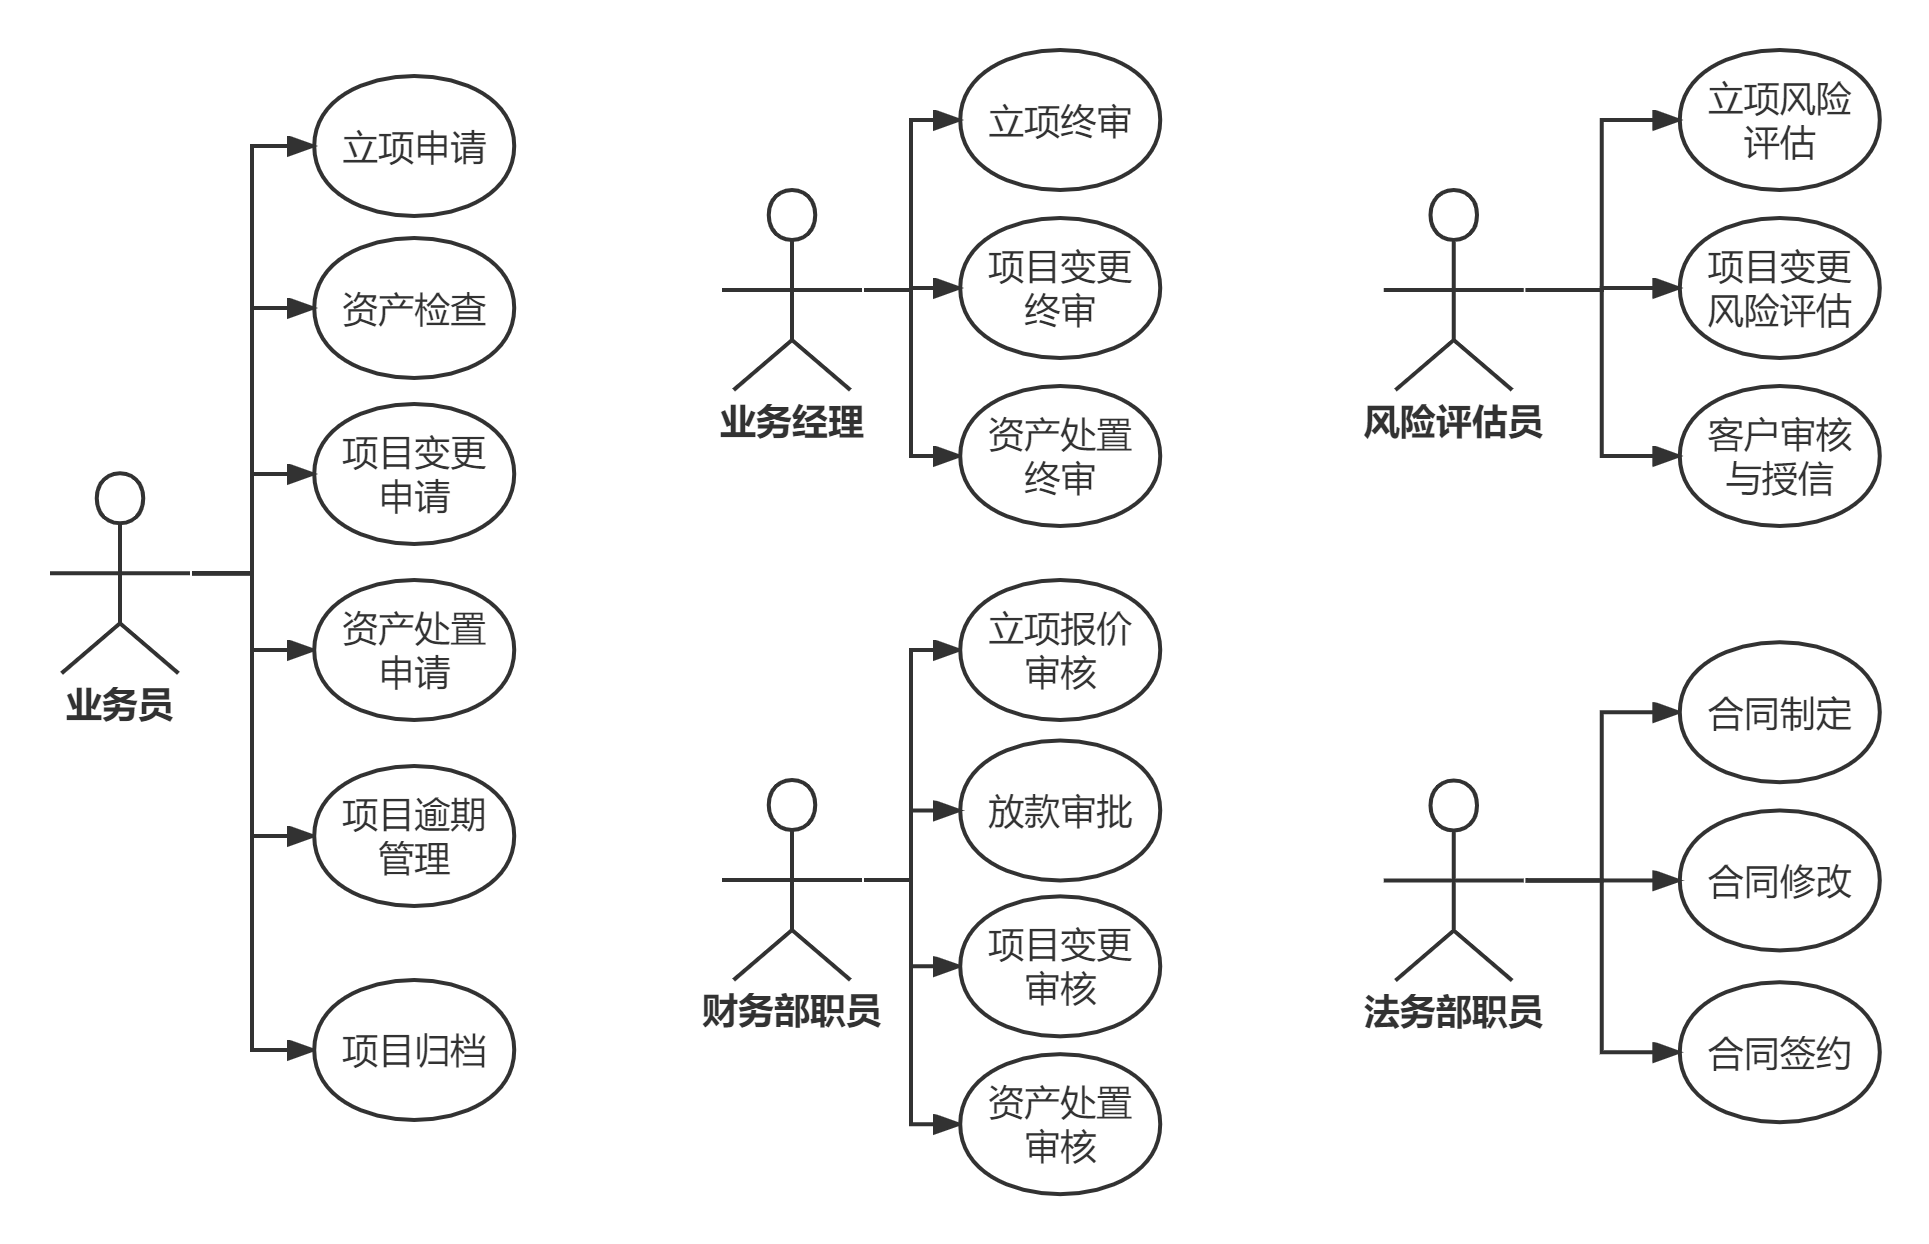 立项申请
资产检查
项目变更
申请
资产处置
申请
项目逾期
管理
项目归档
业务员
立项终审
项目变更
终审
资产处置
终审
业务经理
立项风险
评估
项目变更
风险评估
客户审核
与授信
风险评估员
立项报价
审核
放款审批
项目变更
审核
资产处置
审核
财务部职员
合同制定
合同修改
合同签约
法务部职员